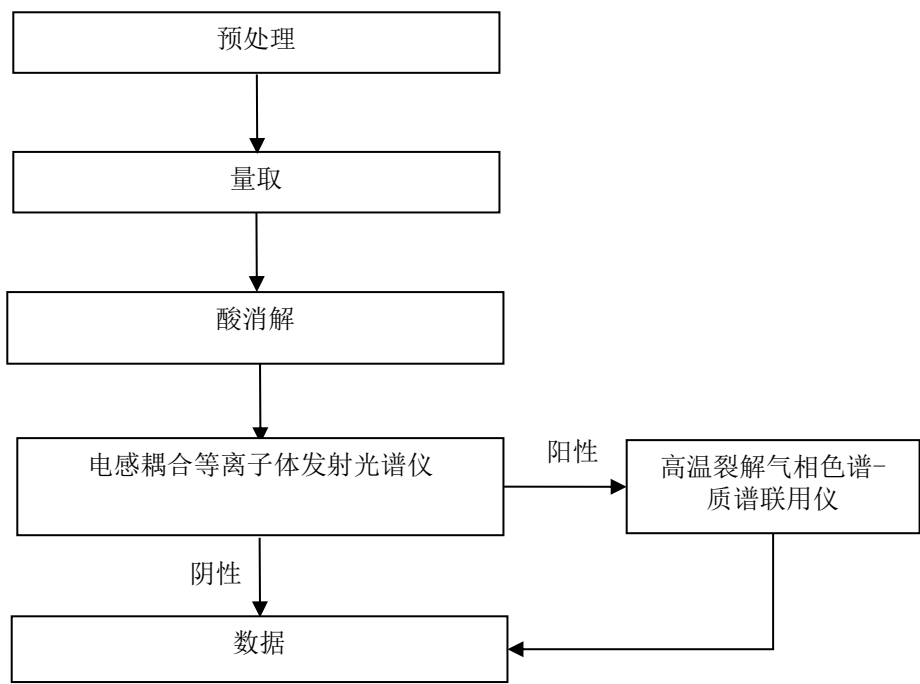 预处理
量取
酸消解
电感耦合等离子体发射光谱仪
阳性
高温裂解气相色谱-
质谱联用仪
阴性
数据